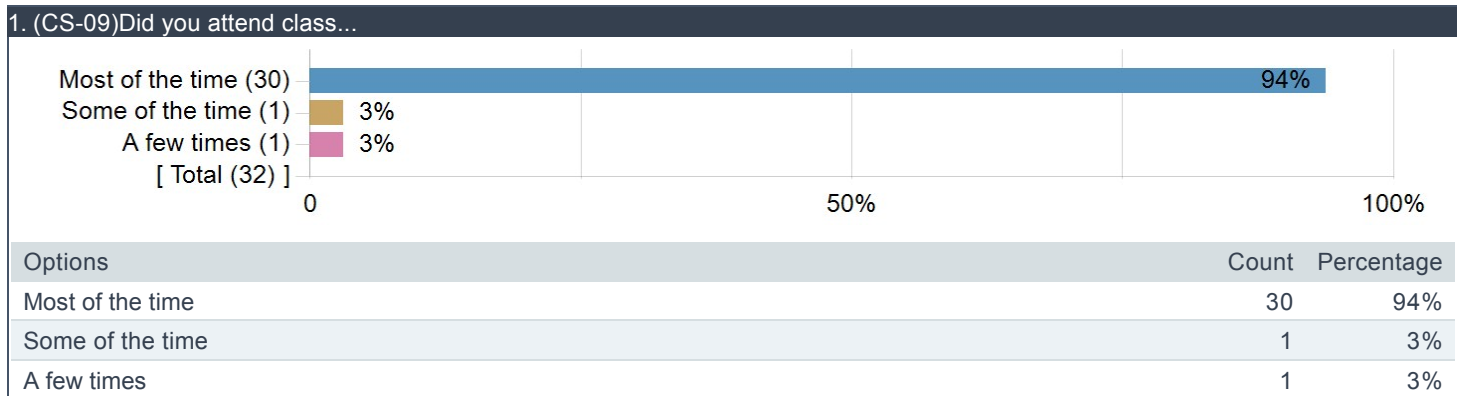 1. (CS-09)Did you attend class...
Most of the time (30) 94%
Some of the time (1) 3%
A few times (1) 3%
[ Total (32) ]
0 50% 100%
Options Count Percentage
Most of the time 30 94%
Some of the time 1 3%
A few times 1 3%